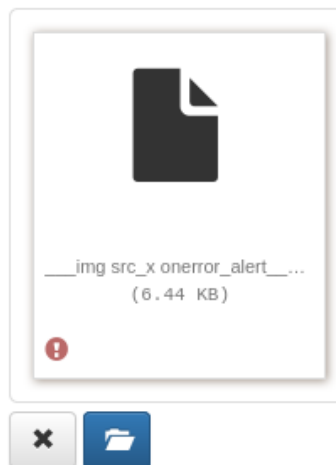 ___img src_x onerror_alert__...
(6.44 KB)